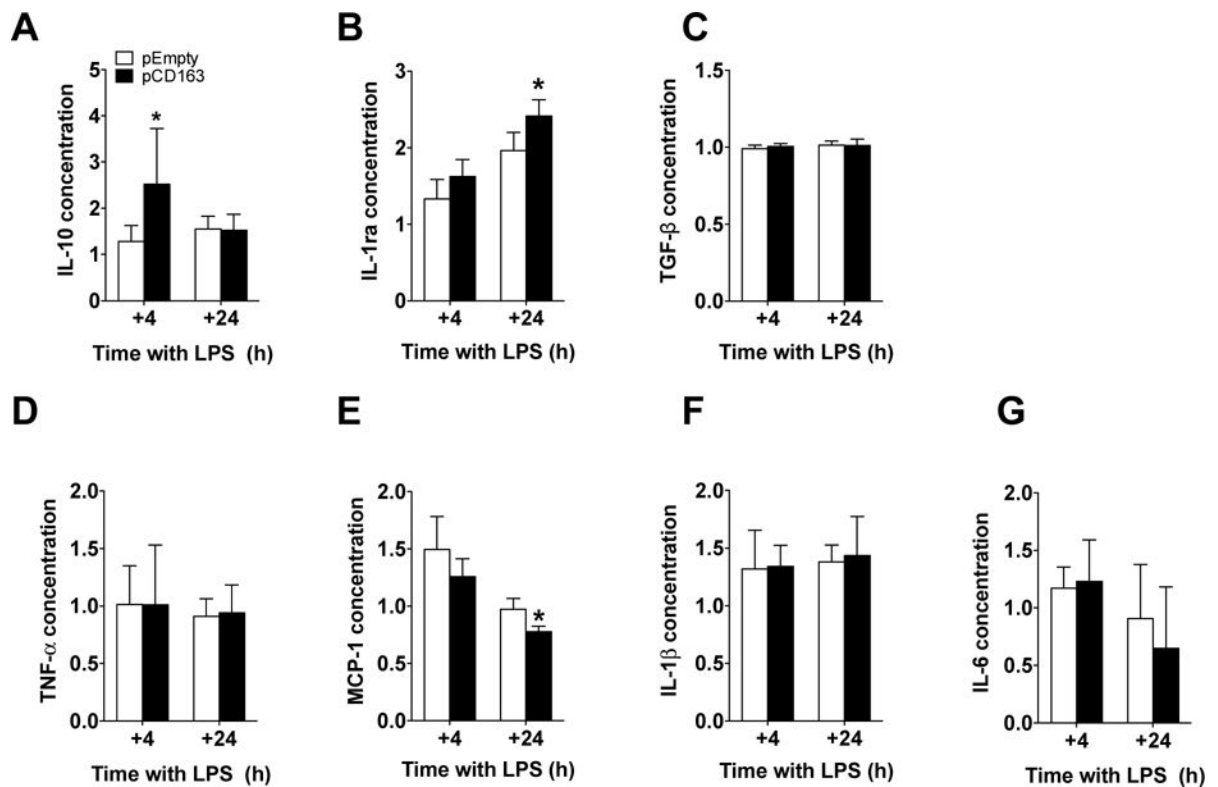 A
pEmpty
pCD163
IL-10 concentration
5
4
3
2
1
0
*
+4 +24
Time with LPS (h)
B
IL-1ra concentration
3
2
1
0
*
+4 +24
Time with LPS (h)
C
TGF-β concentration
1.5
1.0
0.5
0.0
+4 +24
Time with LPS (h)
D
TNF-α concentration
2.0
1.5
1.0
0.5
0.0
+4 +24
Time with LPS (h)
E
MCP-1 concentration
2.0
1.5
1.0
0.5
0.0
*
+4 +24
Time with LPS (h)
F
IL-1β concentration
2.0
1.5
1.0
0.5
0.0
+4 +24
Time with LPS (h)
G
IL-6 concentration
2.0
1.5
1.0
0.5
0.0
+4 +24
Time with LPS (h)